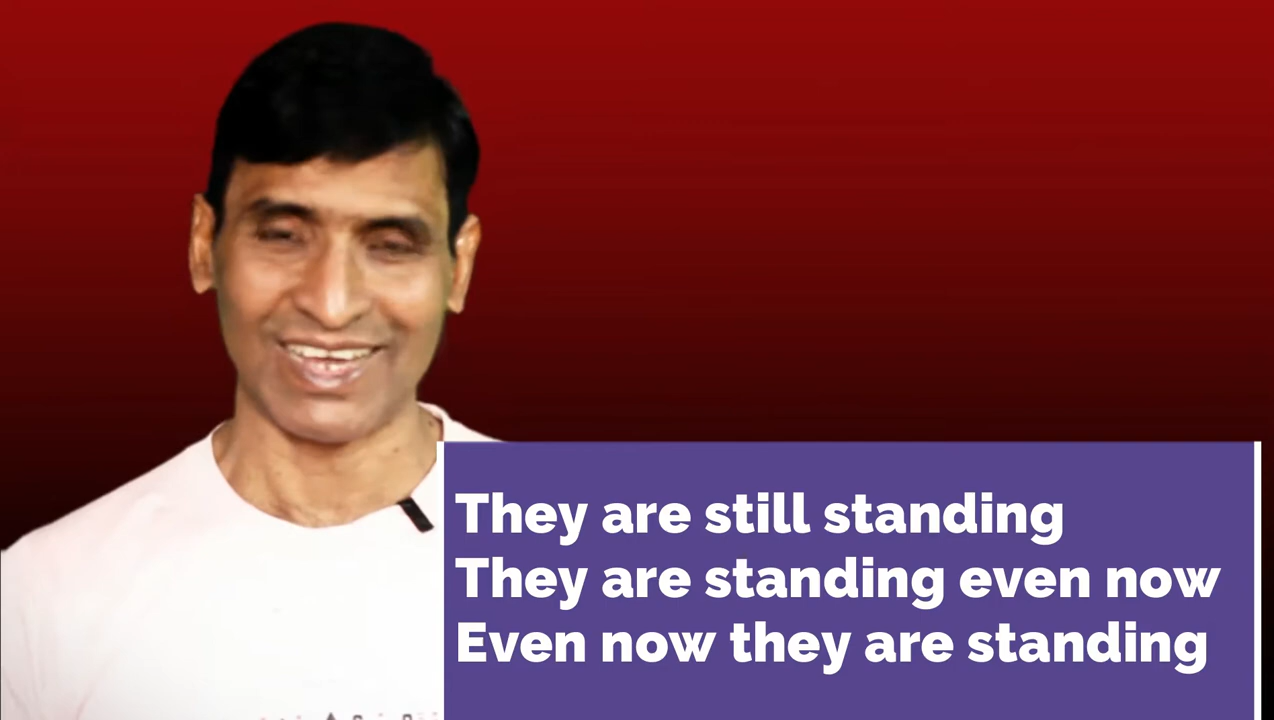 They are still standing
They are standing even now
Even now they are standing